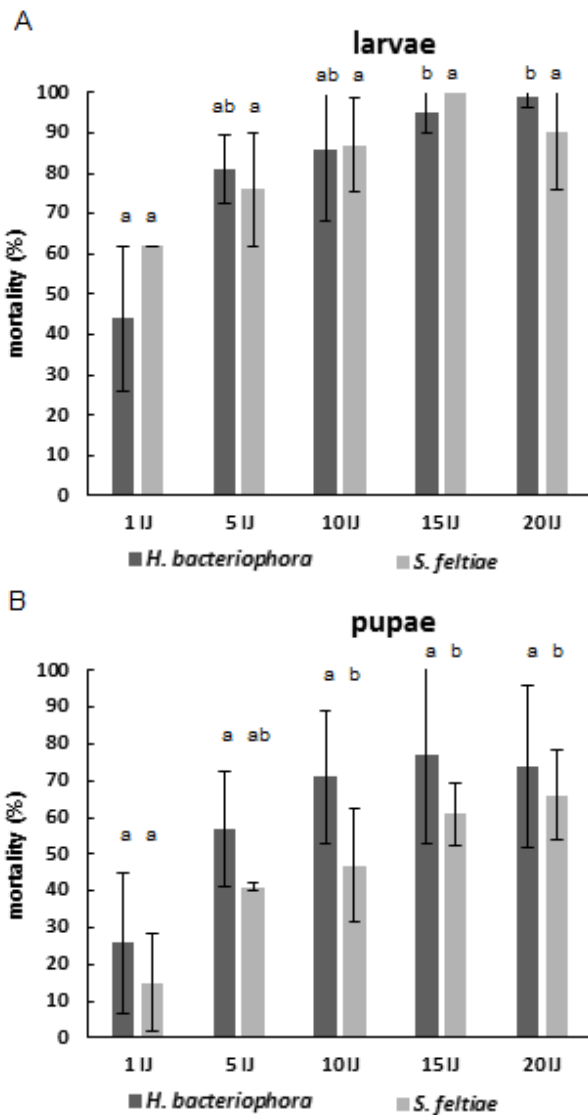 A
larvae
ab a b a b a
ab a
a a
100
90
80
70
60
50
40
30
20
10
0
mortality (%)
1 IJ 5 IJ 10 IJ 15 IJ 20 IJ
H. bacteriophora S. feltiae
B
pupae
a b a b a b
a ab
a a
100
90
80
70
60
50
40
30
20
10
0
mortality (%)
1 IJ 5 IJ 10 IJ 15 IJ 20 IJ
H. bacteriophora S. feltiae